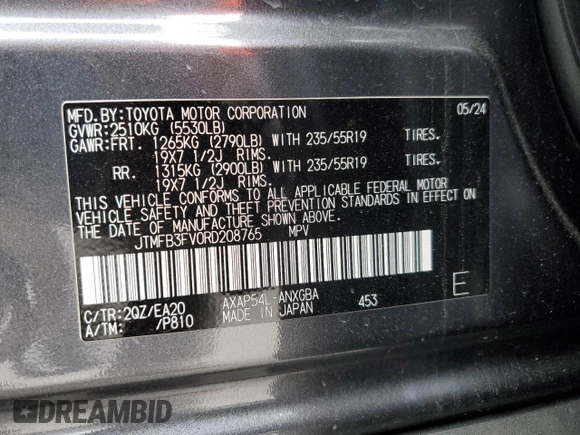 MFD.BY:TOYOTA MOTOR CORPORATION 05/24
GVWR:2510KG (5530LB)
GAWR:FRT. 1265KG (2790LB) WITH 235/55R19
19X7 1/2J RIMS.
RR. 1315KG (2900LB) WITH 235/55R19
19X7 1/2J RIMS.
THIS VEHICLE CONFORMS TO ALL APPLICABLE FEDERAL MOTOR
VEHICLE SAFETY AND THEFT PREVENTION STANDARDS IN EFFECT
ON THE DATE OF MANUFACTURE SHOWN ABOVE.
JTMFB3FV0RD208765 MPV
C/TR:2QZ/EA20 AXAP54L-ANXGBA 453 E
A/TM: /P810 MADE IN JAPAN
DREAMBID